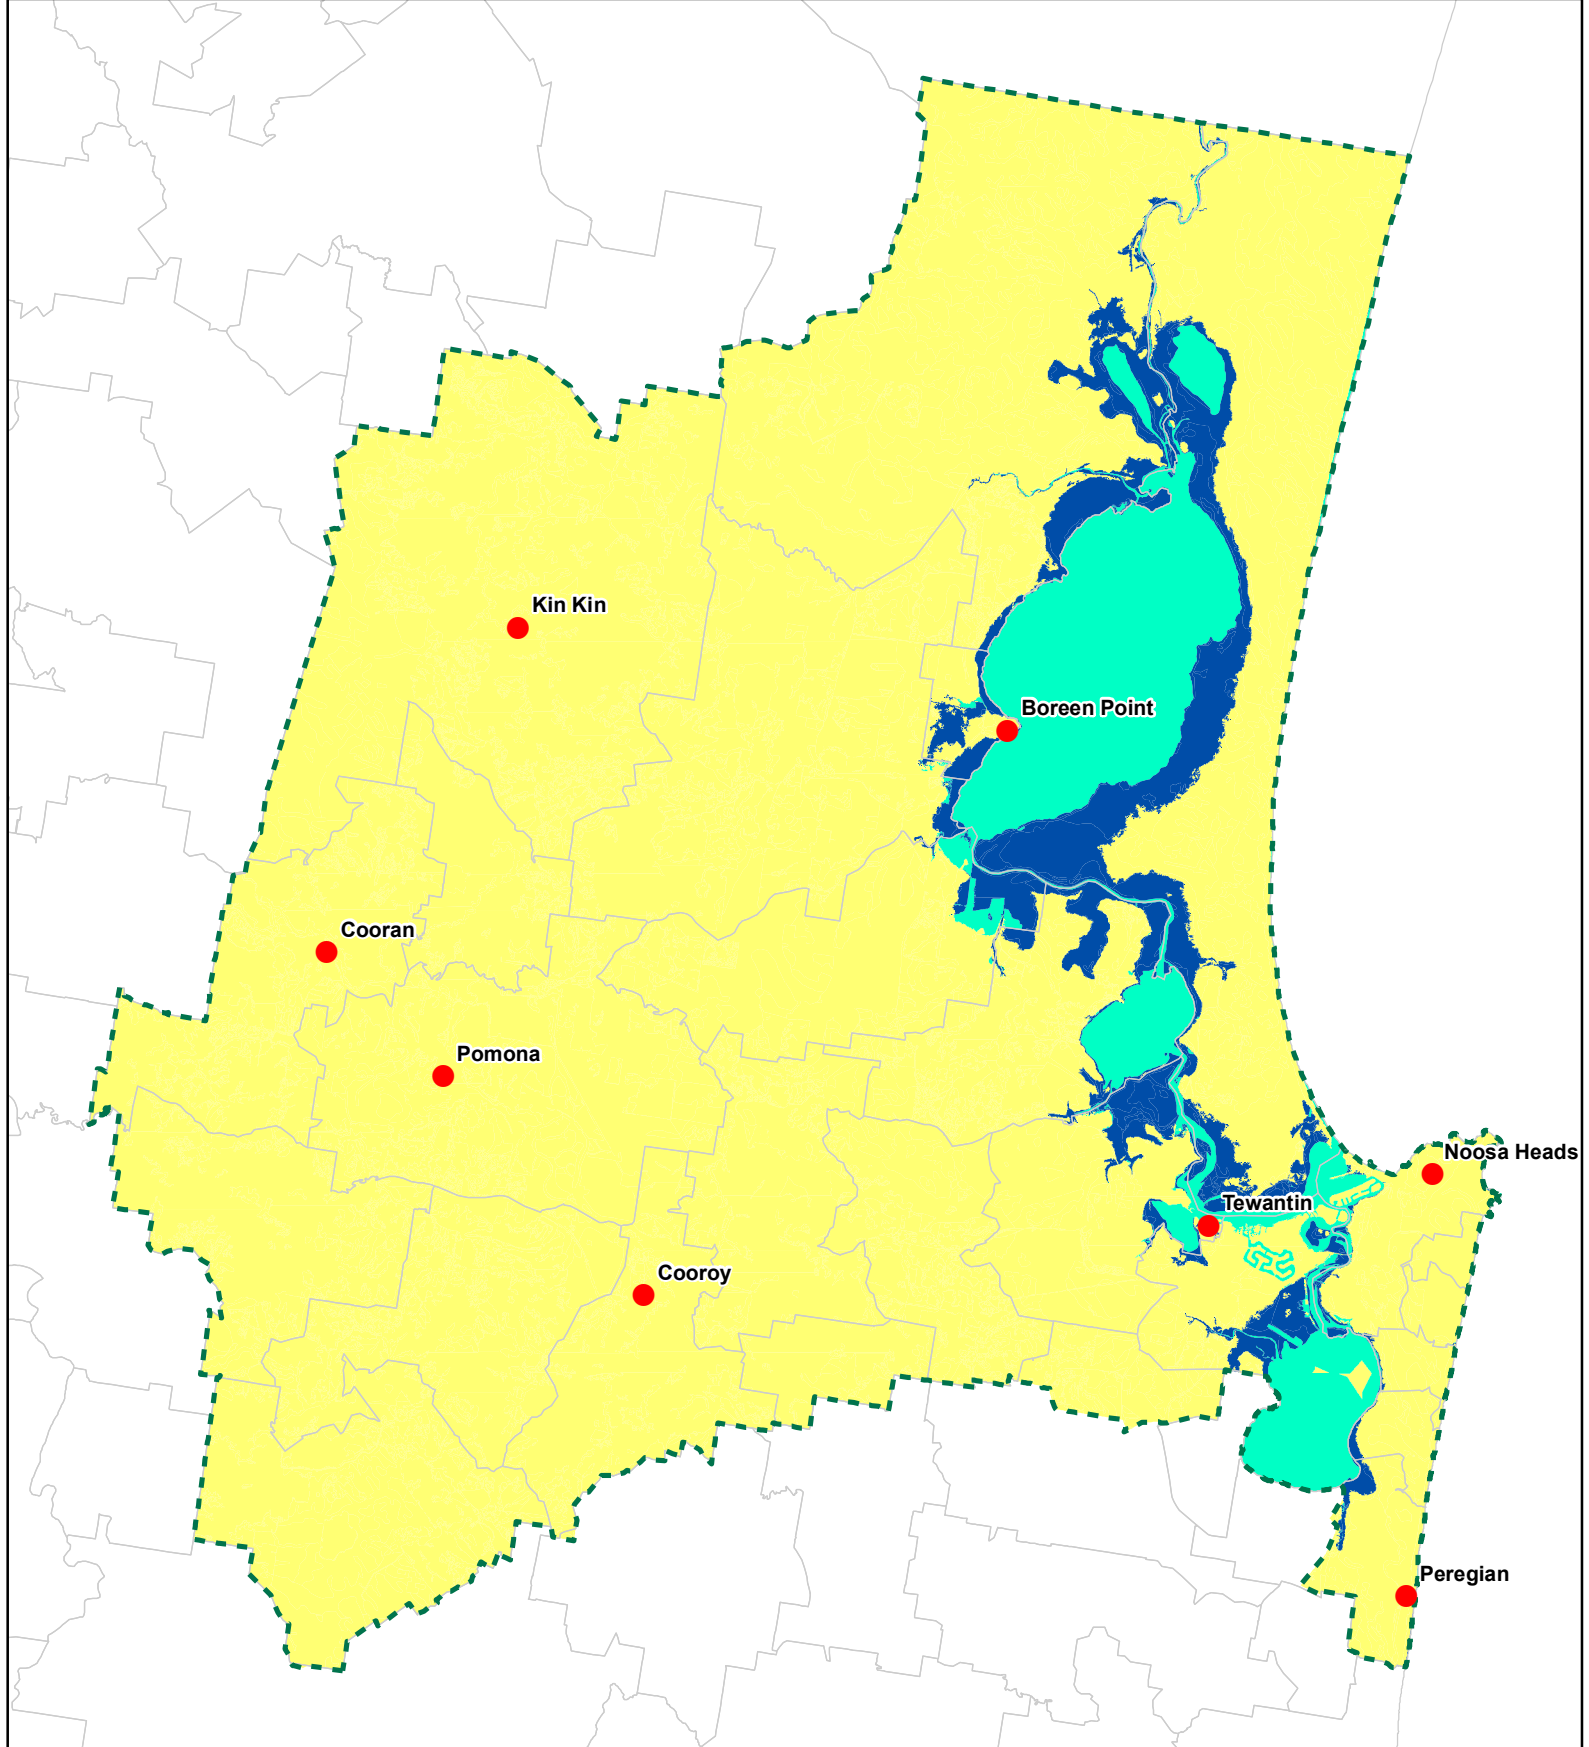 Kin Kin
Boreen Point
Cooran
Pomona
Noosa Heads
Tewantin
Cooroy
Peregian